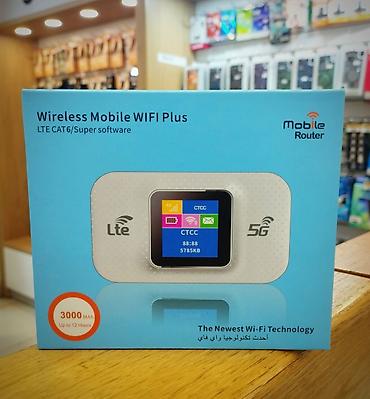 Wireless Mobile WIFI Plus
LTE CAT6/Super software
Mobile
Router
4G
CTCC
CTCC
88:88
5785KB
Lte
5G
3000 MAH
Up to 12 Hours
The Newest Wi-Fi Technology
أحدث تكنولوجيا واي فاي